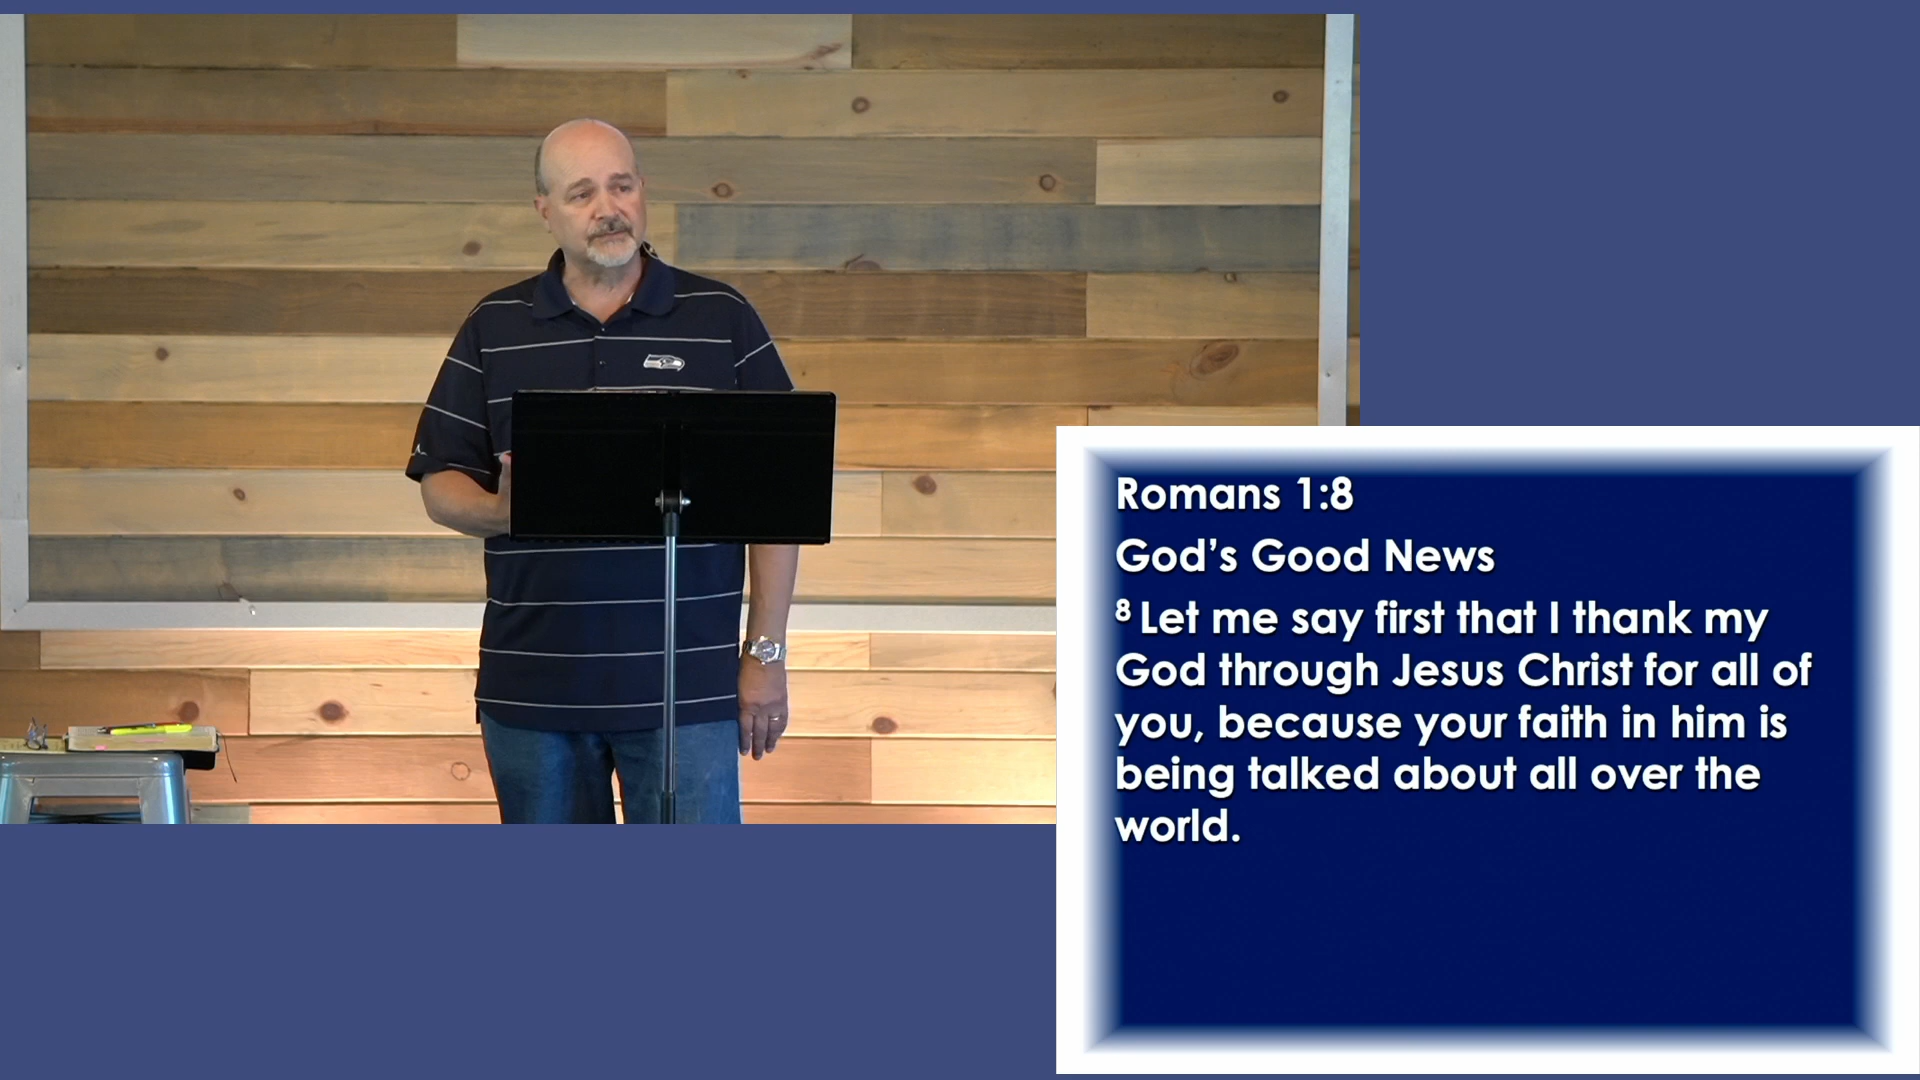 Romans 1:8
God’s Good News
⁸ Let me say first that I thank my
God through Jesus Christ for all of
you, because your faith in him is
being talked about all over the
world.